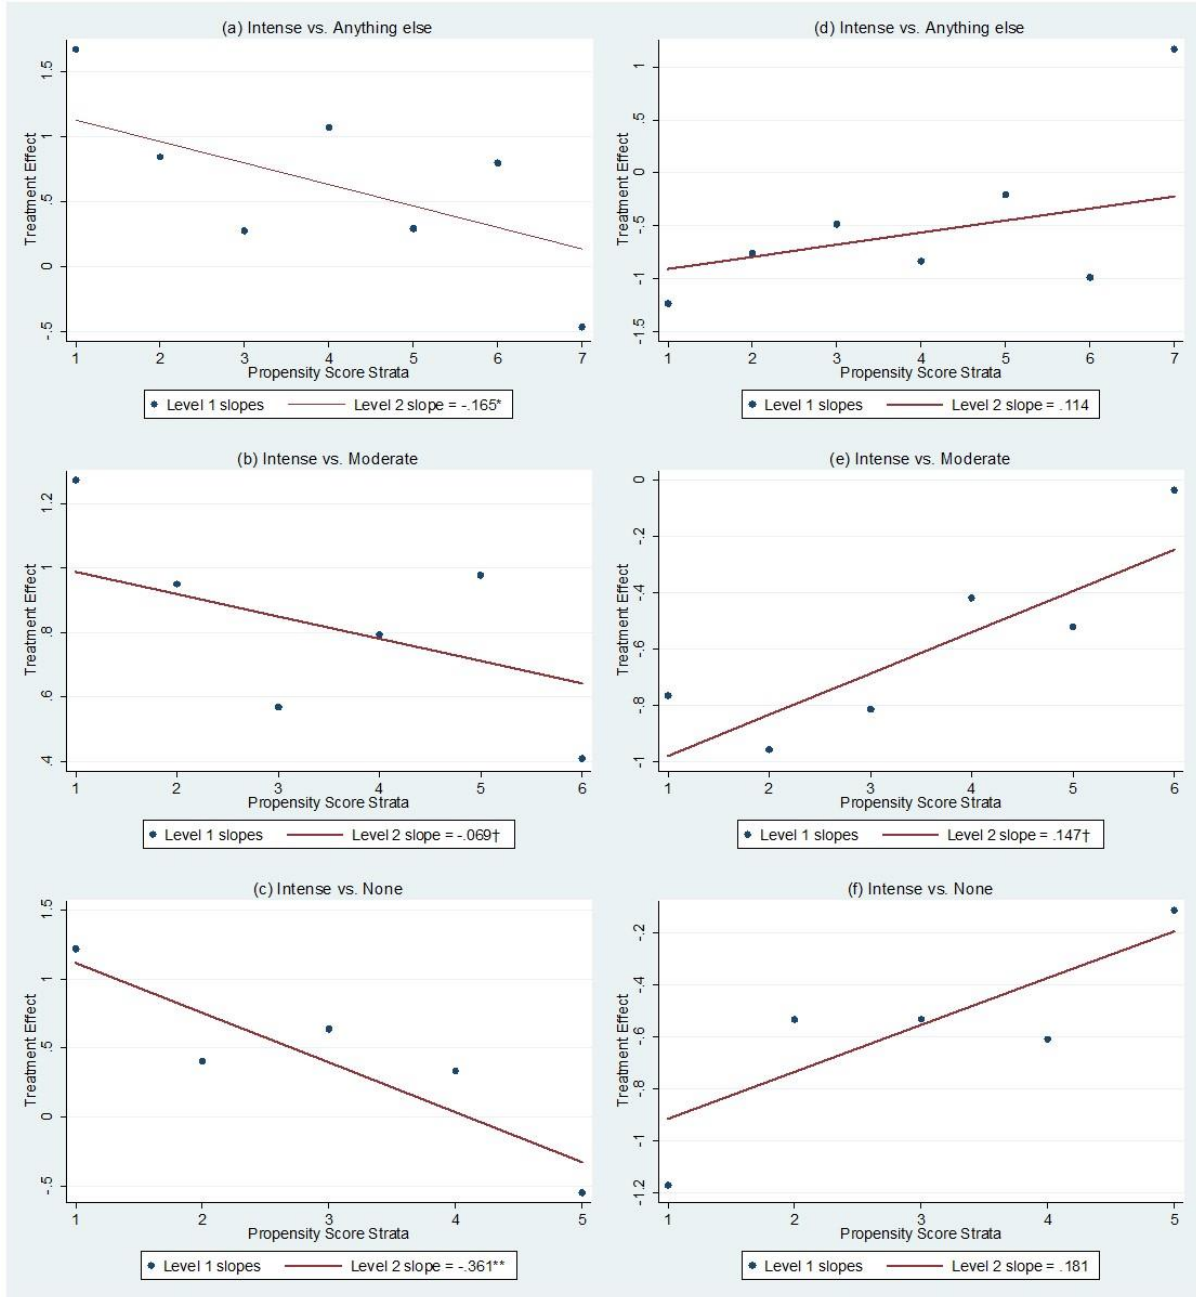 (a) Intense vs. Anything else
Treatment Effect
1.5
1
.5
0
-.5
1 2 3 4 5 6 7
Propensity Score Strata
Level 1 slopes Level 2 slope = -.165*
(d) Intense vs. Anything else
Treatment Effect
1
.5
0
-.5
-1
-1.5
1 2 3 4 5 6 7
Propensity Score Strata
Level 1 slopes Level 2 slope = .114
(b) Intense vs. Moderate
Treatment Effect
1.2
1
.8
.6
.4
1 2 3 4 5 6
Propensity Score Strata
Level 1 slopes Level 2 slope = -.069†
(e) Intense vs. Moderate
Treatment Effect
0
-.2
-.4
-.6
-.8
-1
1 2 3 4 5 6
Propensity Score Strata
Level 1 slopes Level 2 slope = .147†
(c) Intense vs. None
Treatment Effect
1.5
1
.5
0
-.5
1 2 3 4 5
Propensity Score Strata
Level 1 slopes Level 2 slope = -.361**
(f) Intense vs. None
Treatment Effect
-.2
-.4
-.6
-.8
-1
-1.2
1 2 3 4 5
Propensity Score Strata
Level 1 slopes Level 2 slope = .181